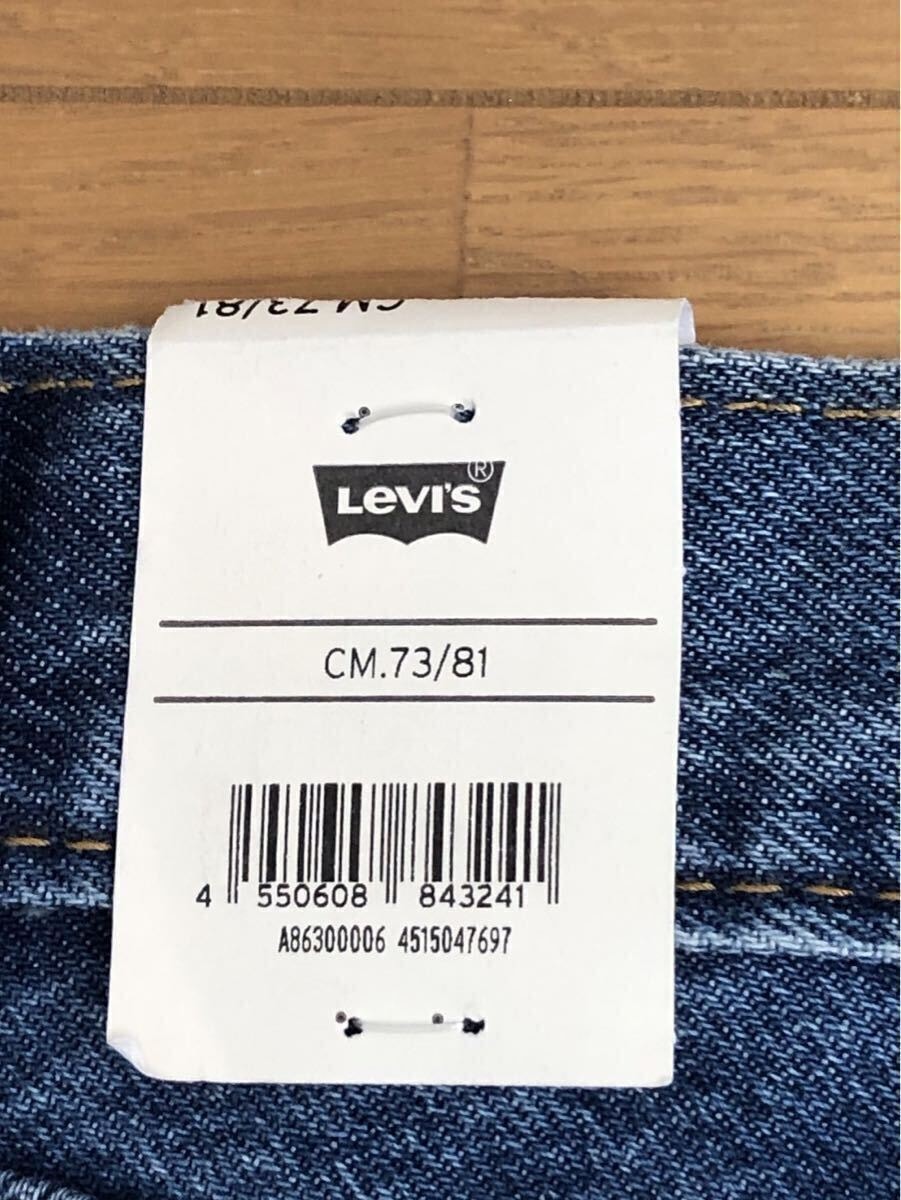 CM.73/81
LEVI'S®
CM.73/81
4 550608 843241
A86300006 4515047697